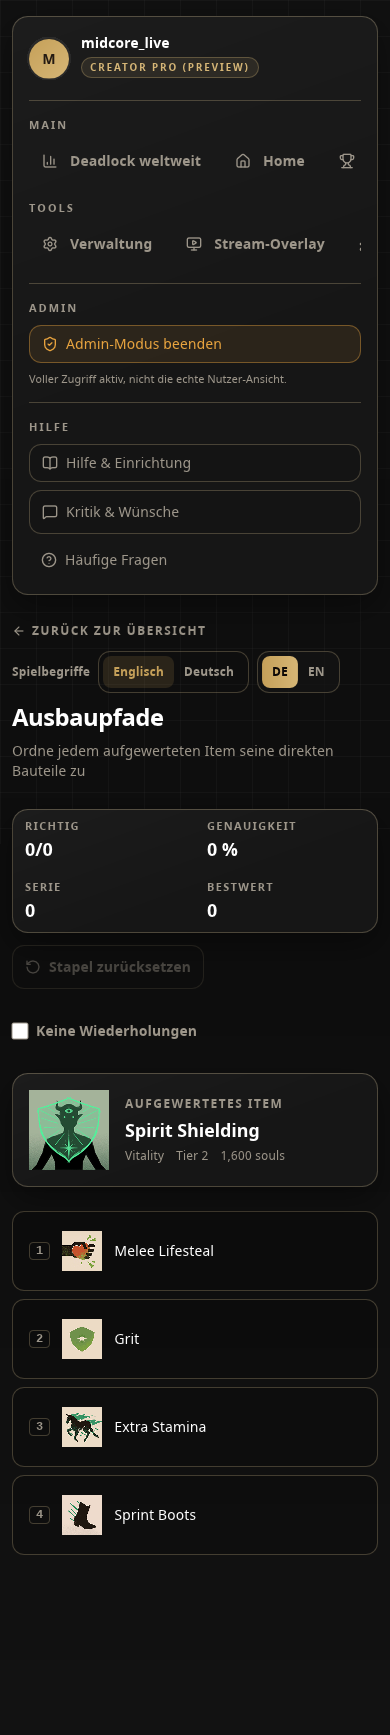 M
midcore_live
CREATOR PRO (PREVIEW)
MAIN
Deadlock weltweit
Home
TOOLS
Verwaltung
Stream-Overlay
ADMIN
Admin-Modus beenden
Voller Zugriff aktiv, nicht die echte Nutzer-Ansicht.
HILFE
Hilfe & Einrichtung
Kritik & Wünsche
Häufige Fragen
← ZURÜCK ZUR ÜBERSICHT
Spielbegriffe Englisch Deutsch DE EN
Ausbaupfade
Ordne jedem aufgewerteten Item seine direkten
Bauteile zu
RICHTIG
0/0
GENAUIGKEIT
0 %
SERIE
0
BESTWERT
0
Stapel zurücksetzen
Keine Wiederholungen
AUFGEWERTETES ITEM
Spirit Shielding
Vitality Tier 2 1,600 souls
1 Melee Lifesteal
2 Grit
3 Extra Stamina
4 Sprint Boots